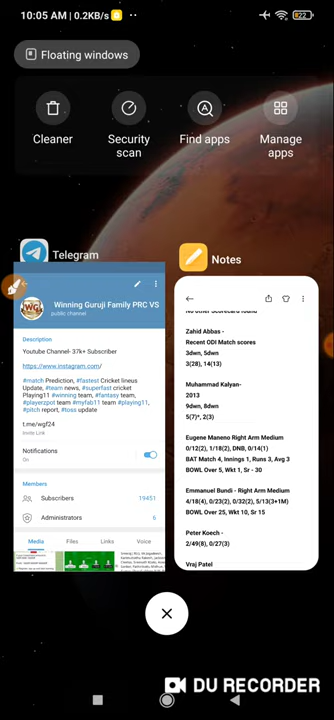 10:05 AM | 0.2KB/s
22
Floating windows
Cleaner
Security scan
Find apps
Manage apps
Telegram
Winning Guruji Family PRC VS
public channel
Description
Youtube Channel- 37k+ Subscriber
https://www.instagram.com/
#match Prediction, #fastest Cricket lineus
Update, #team news, #superfast cricket
Playing11 #winning team, #fantasy team,
#playerzpot team #myfab11 team #playing11,
#pitch report, #toss update
t.me/wgf24
Invite Link
Notifications
On
Members
Subscribers 19451
Administrators 6
Media Files Links Voice
Notes
No other Scorecard found
Zahid Abbas -
Recent ODI Match scores
3dwn, 5dwn
3(28), 14(13)
Muhammad Kalyan-
2013
9dwn, 8dwn
5(7)*, 2(3)
Eugene Maneno Right Arm Medium
0/12(2), 1/18(2), DNB, 0/14(1)
BAT Match 4, Innings 1, Runs 3, Avg 3
BOWL Over 5, Wkt 1, Sr - 30
Emmanuel Bundi - Right Arm Medium
4/18(4), 0/23(2), 0/32(2), 5/13(3+1M)
BOWL Over 25, Wkt 10, Sr 15
Peter Koech -
2/49(8), 0/27(3)
Vraj Patel
DU RECORDER